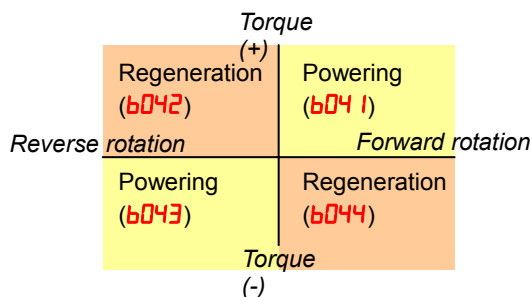 Torque
(+)
Regeneration
(b042)
Powering
(b041)
Reverse rotation
Forward rotation
Powering
(b043)
Regeneration
(b044)
Torque
(-)